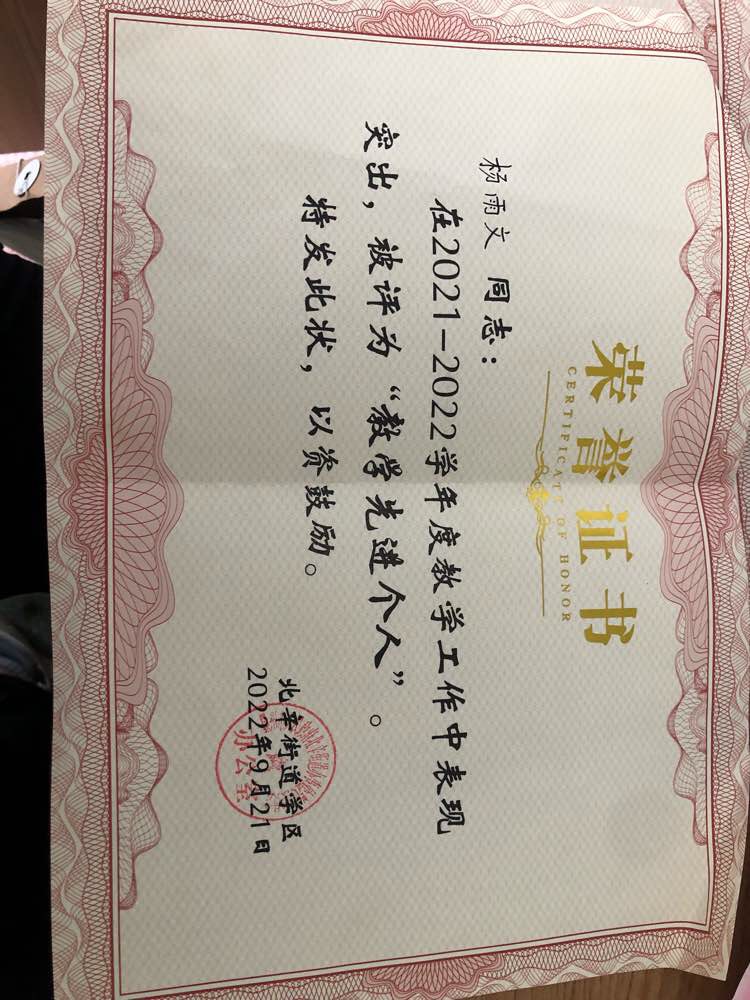 荣誉证书
CERTIFICATE OF HONOR
杨雨文 同志：
在2021-2022学年度教学工作中表现
突出，被评为“教学先进个人”。
特发此状，以资鼓励。
北辛街道学区
2022年9月21日
办公室